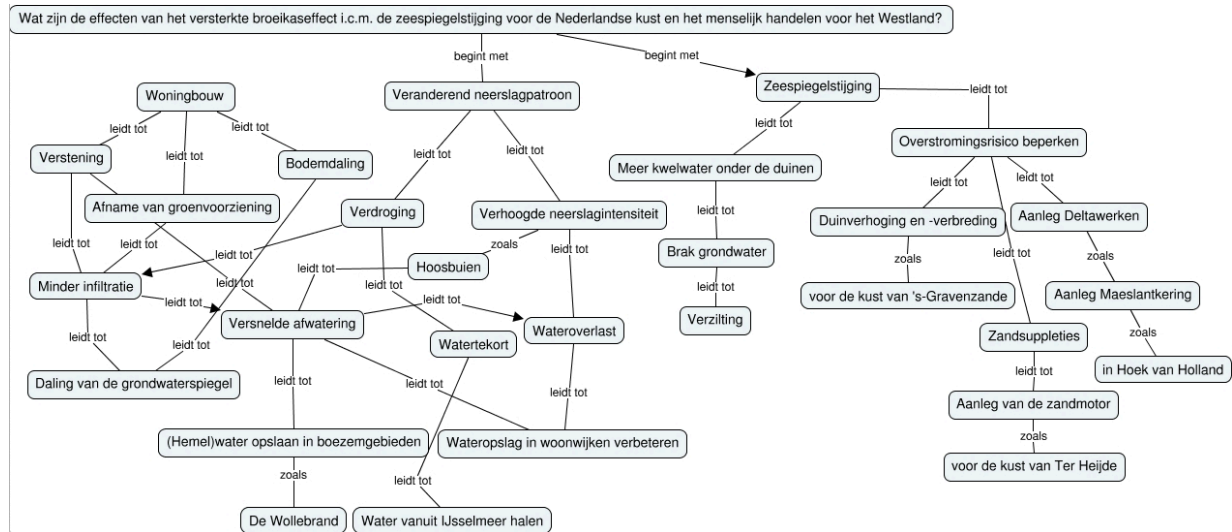 Wat zijn de effecten van het versterkte broeikaseffect i.c.m. de zeespiegelstijging voor de Nederlandse kust en het menselijk handelen voor het Westland?
begint met
begint met
Woningbouw
Veranderend neerslagpatroon
Zeespiegelstijging
leidt tot
leidt tot
leidt tot
leidt tot
leidt tot
leidt tot
leidt tot
Verstening
Bodemdaling
Overstromingsrisico beperken
Meer kwelwater onder de duinen
leidt tot
leidt tot
leidt tot
Afname van groenvoorziening
Verdroging
Verhoogde neerslagintensiteit
leidt tot
Duinverhoging en -verbreding
Aanleg Deltawerken
leidt tot
leidt tot
zoals
Brak grondwater
leidt tot
zoals
zoals
Hoosbuien
leidt tot
Minder infiltratie
leidt tot
leidt tot
voor de kust van 's-Gravenzande
Aanleg Maeslantkering
leidt tot
leidt tot
leidt tot
Versnelde afwatering
Wateroverlast
Verzilting
zoals
Watertekort
Zandsuppleties
leidt tot
leidt tot
in Hoek van Holland
Daling van de grondwaterspiegel
leidt tot
leidt tot
leidt tot
leidt tot
Aanleg van de zandmotor
(Hemel)water opslaan in boezemgebieden
Wateropslag in woonwijken verbeteren
zoals
voor de kust van Ter Heijde
zoals
leidt tot
De Wollebrand
Water vanuit IJsselmeer halen